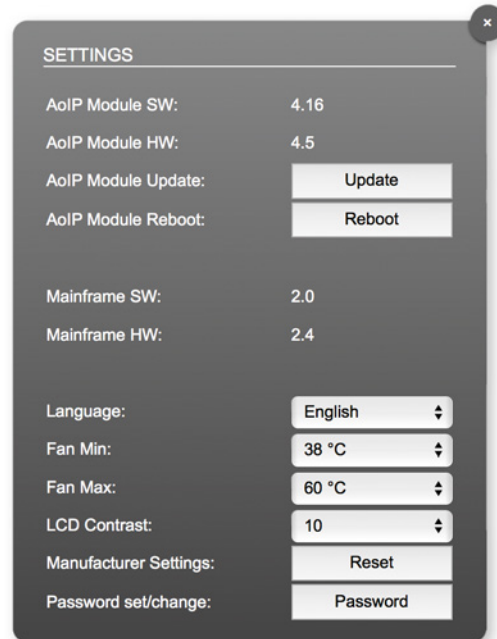 ×
SETTINGS
AoIP Module SW: 4.16
AoIP Module HW: 4.5
AoIP Module Update: Update
AoIP Module Reboot: Reboot
Mainframe SW: 2.0
Mainframe HW: 2.4
Language: English
Fan Min: 38 °C
Fan Max: 60 °C
LCD Contrast: 10
Manufacturer Settings: Reset
Password set/change: Password